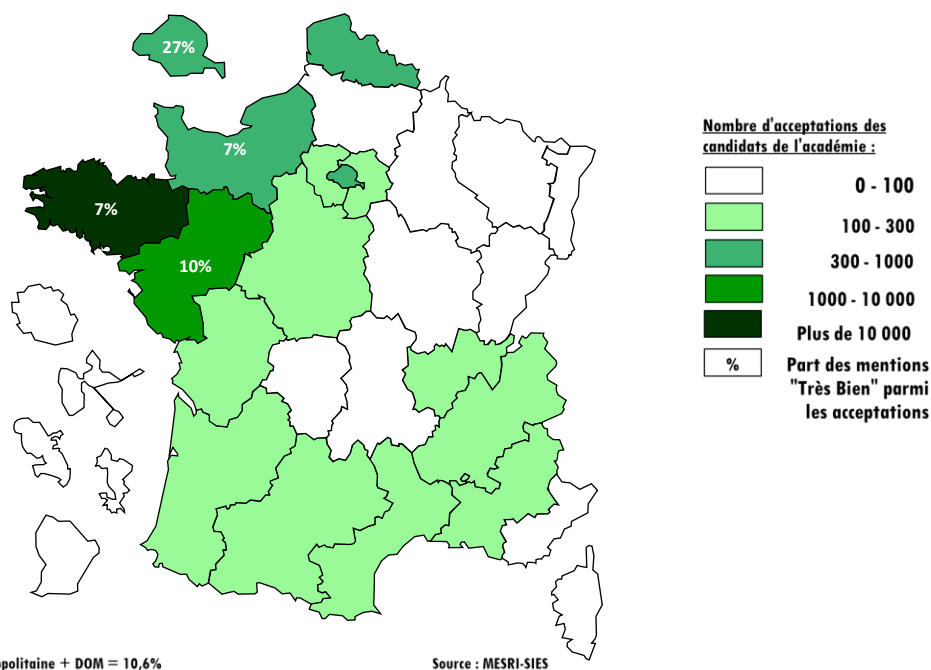 27%
7%
7%
10%
Nombre d'acceptations des
candidats de l'académie :
0 - 100
100 - 300
300 - 1000
1000 - 10 000
Plus de 10 000
% Part des mentions
"Très Bien" parmi
les acceptations
+ DOM = 10,6%
Source : MESRI-SIES